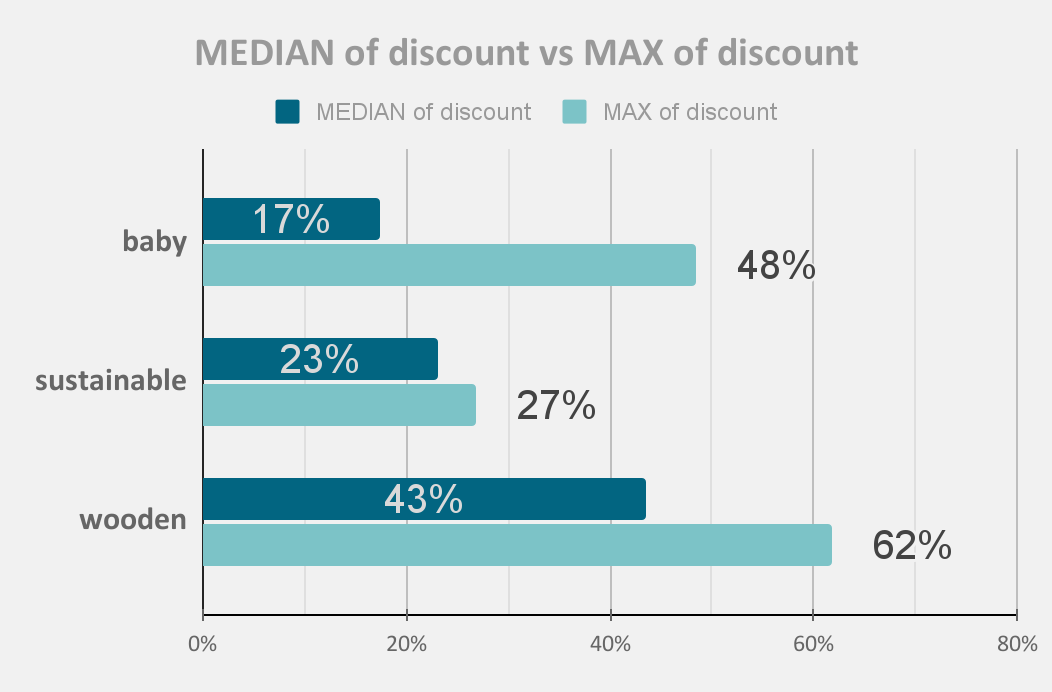 MEDIAN of discount vs MAX of discount
MEDIAN of discount MAX of discount
baby
17%
48%
sustainable
23%
27%
wooden
43%
62%
0% 20% 40% 60% 80%